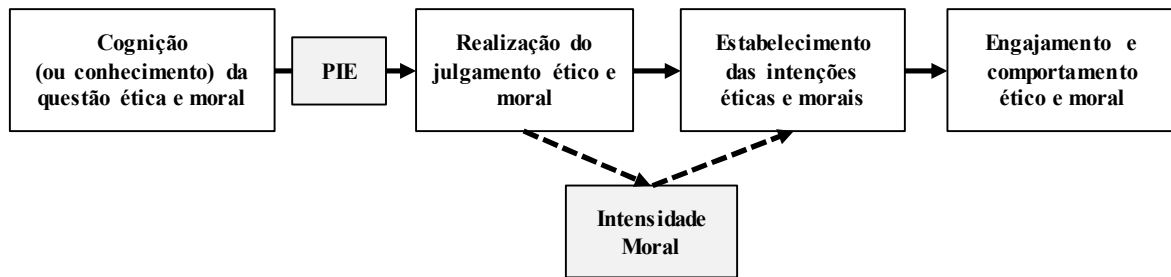 Cognição
(ou conhecimento) da
questão ética e moral
PIE
Realização do
julgamento ético e
moral
Estabelecimento
das intenções
éticas e morais
Engajamento e
comportamento
ético e moral
Intensidade
Moral